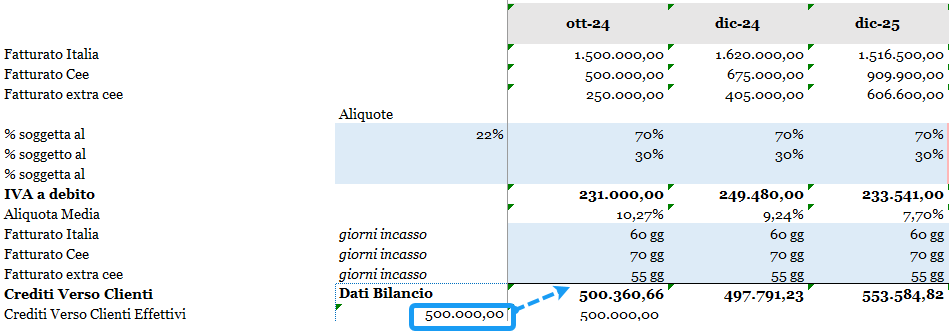 ott-24 dic-24 dic-25
Fatturato Italia 1.500.000,00 1.620.000,00 1.516.500,00
Fatturato Cee 500.000,00 675.000,00 909.900,00
Fatturato extra cee 250.000,00 405.000,00 606.600,00
Aliquote
% soggetta al 22% 70% 70% 70%
% soggetto al 30% 30% 30%
% soggetta al
IVA a debito 231.000,00 249.480,00 233.541,00
Aliquota Media 10,27% 9,24% 7,70%
Fatturato Italia giorni incasso 60 gg 60 gg 60 gg
Fatturato Cee giorni incasso 70 gg 70 gg 70 gg
Fatturato extra cee giorni incasso 55 gg 55 gg 55 gg
Crediti Verso Clienti Dati Bilancio 500.360,66 497.791,23 553.584,82
Crediti Verso Clienti Effettivi 500.000,00 500.000,00